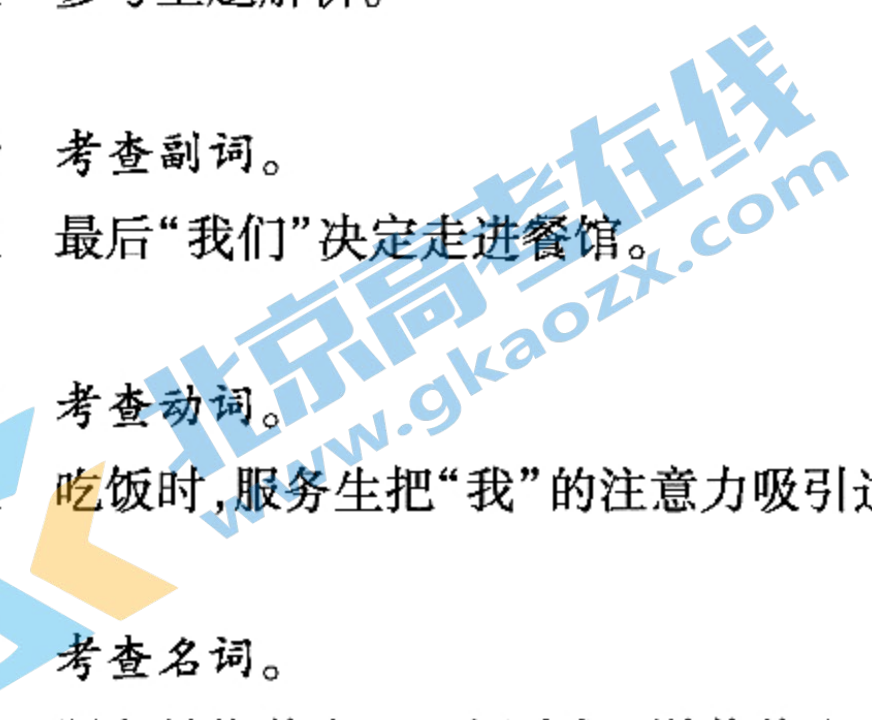 考查副词。
最后“我们”决定走进餐馆。
考查动词。
吃饭时,服务生把“我”的注意力吸引
考查名词。
北京高考在线
www.gkaozx.com